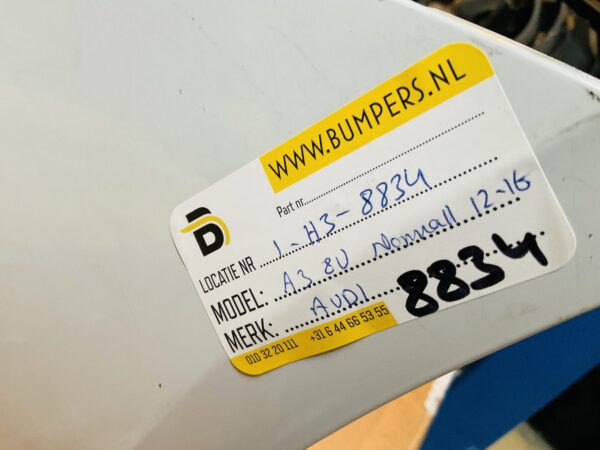 WWW.BUMPERS.NL
Part nr
LOCATIE NR 1-H3-8834
MODEL: A3 8V Normall 12-16
MERK: AUDI 8834
010 32 20 111 +31 6 44 66 53 55